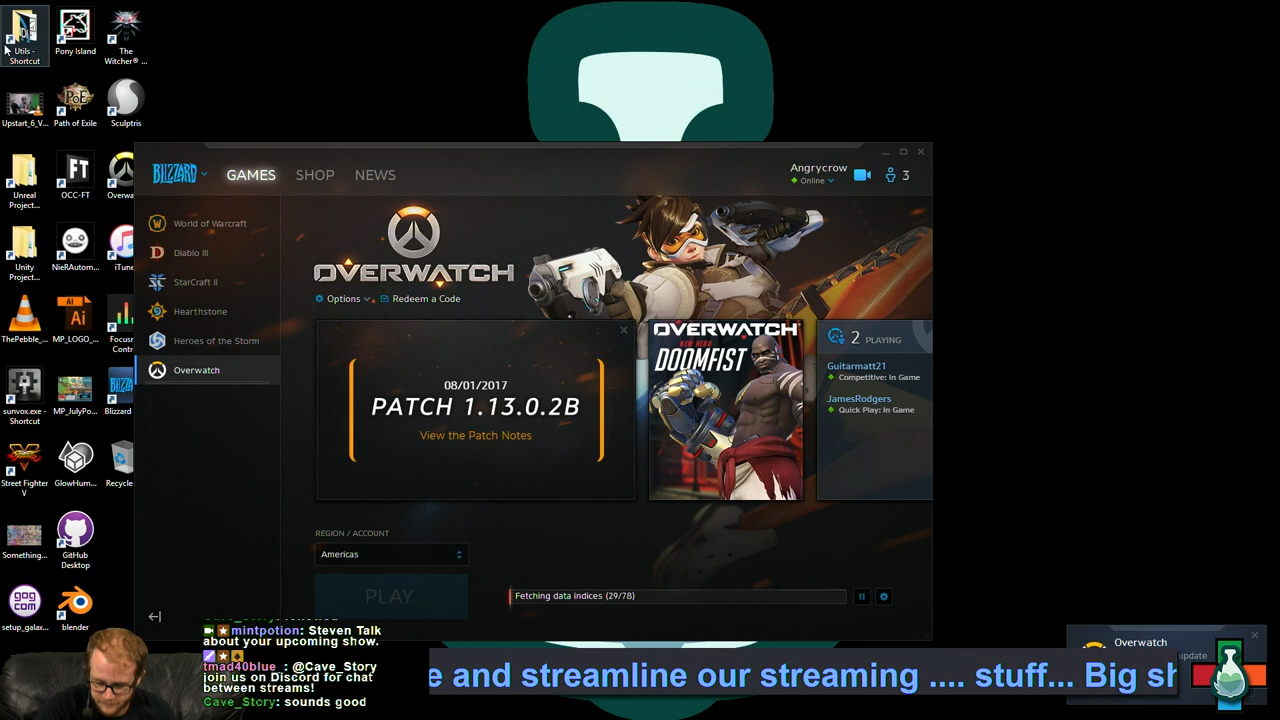 Utils -
Shortcut
Pony Island
The
Witcher® ...
Upstart_6_V...
Path of Exile
Sculptris
Unreal
Project...
FT
OCC-FT
Overwa
Unity
Project...
NieRAutom...
iTune
ThePebble_...
Ai
MP_LOGO_...
Focusr
Contr
sunvox.exe -
Shortcut
MP_JulyPo...
Blizzard
Street Fighter
V
GlowHum...
Recycle
Something...
GitHub
Desktop
gog
com
setup_galax...
blender
BLIZZARD
GAMES
SHOP
NEWS
Angrycrow
Online
3
World of Warcraft
Diablo III
StarCraft II
Hearthstone
Heroes of the Storm
Overwatch
OVERWATCH
Options
Redeem a Code
08/01/2017
PATCH 1.13.0.2B
View the Patch Notes
OVERWATCH
NEW HERO
DOOMFIST
2 PLAYING
Guitarmatt21
Competitive: In Game
JamesRodgers
Quick Play: In Game
REGION / ACCOUNT
Americas
PLAY
Fetching data indices (29/78)
mintpotion: Steven Talk
about your upcoming show.
tmad40blue : @Cave_Story
join us on Discord for chat
between streams!
Cave_Story: sounds good
e and streamline our streaming .... stuff... Big sh
Overwatch
update